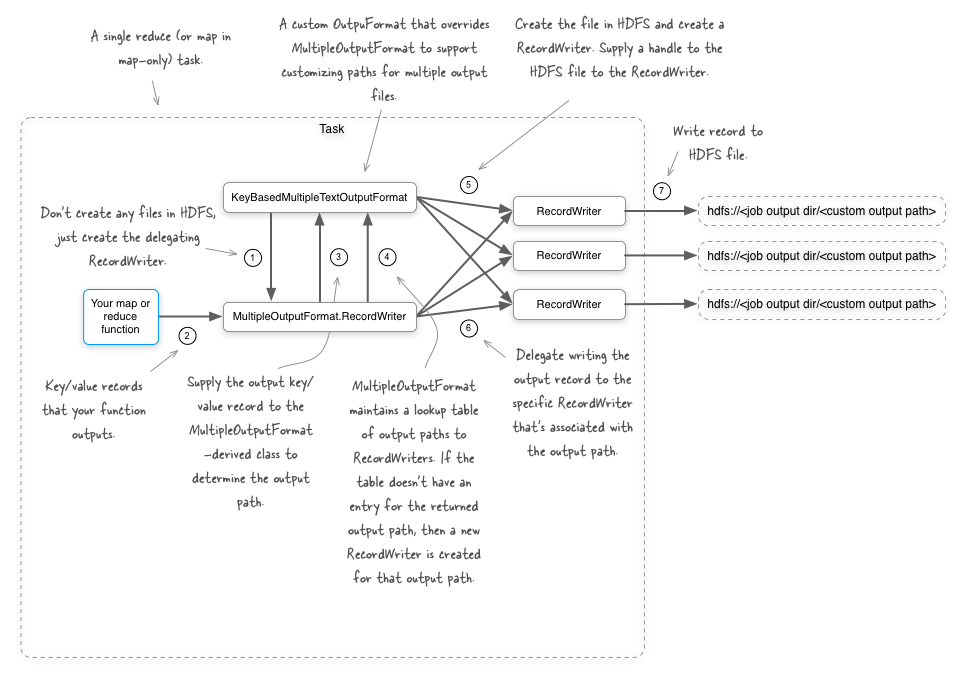 A single reduce (or map in
map-only) task.
A custom OutpuFormat that overrides
MultipleOutputFormat to support
customizing paths for multiple output
files.
Create the file in HDFS and create a
RecordWriter. Supply a handle to the
HDFS file to the RecordWriter.
Task
Write record to
HDFS file.
5
7
KeyBasedMultipleTextOutputFormat
RecordWriter
hdfs://<job output dir/<custom output path>
Don't create any files in HDFS,
just create the delegating
RecordWriter.
1
3
4
RecordWriter
hdfs://<job output dir/<custom output path>
Your map or
reduce
function
MultipleOutputFormat.RecordWriter
RecordWriter
hdfs://<job output dir/<custom output path>
2
6
Key/value records
that your function
outputs.
Supply the output key/
value record to the
MultipleOutputFormat
-derived class to
determine the output
path.
MultipleOutputFormat
maintains a lookup table
of output paths to
RecordWriters. If the
table doesn't have an
entry for the returned
output path, then a new
RecordWriter is created
for that output path.
Delegate writing the
output record to the
specific RecordWriter
that's associated with
the output path.